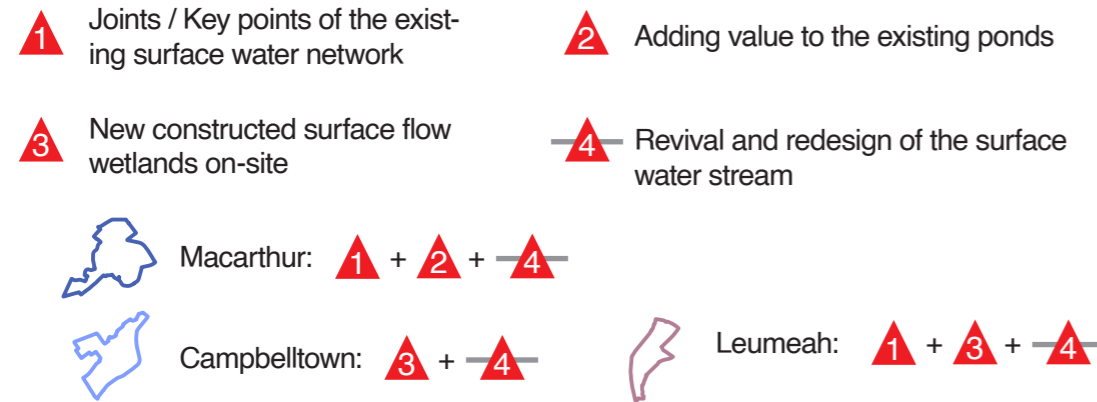 1 Joints / Key points of the exist-
ing surface water network
2 Adding value to the existing ponds
3 New constructed surface flow
wetlands on-site
4 Revival and redesign of the surface
water stream
Macarthur: 1 + 2 + 4
Campbelltown: 3 + 4
Leumeah: 1 + 3 + 4